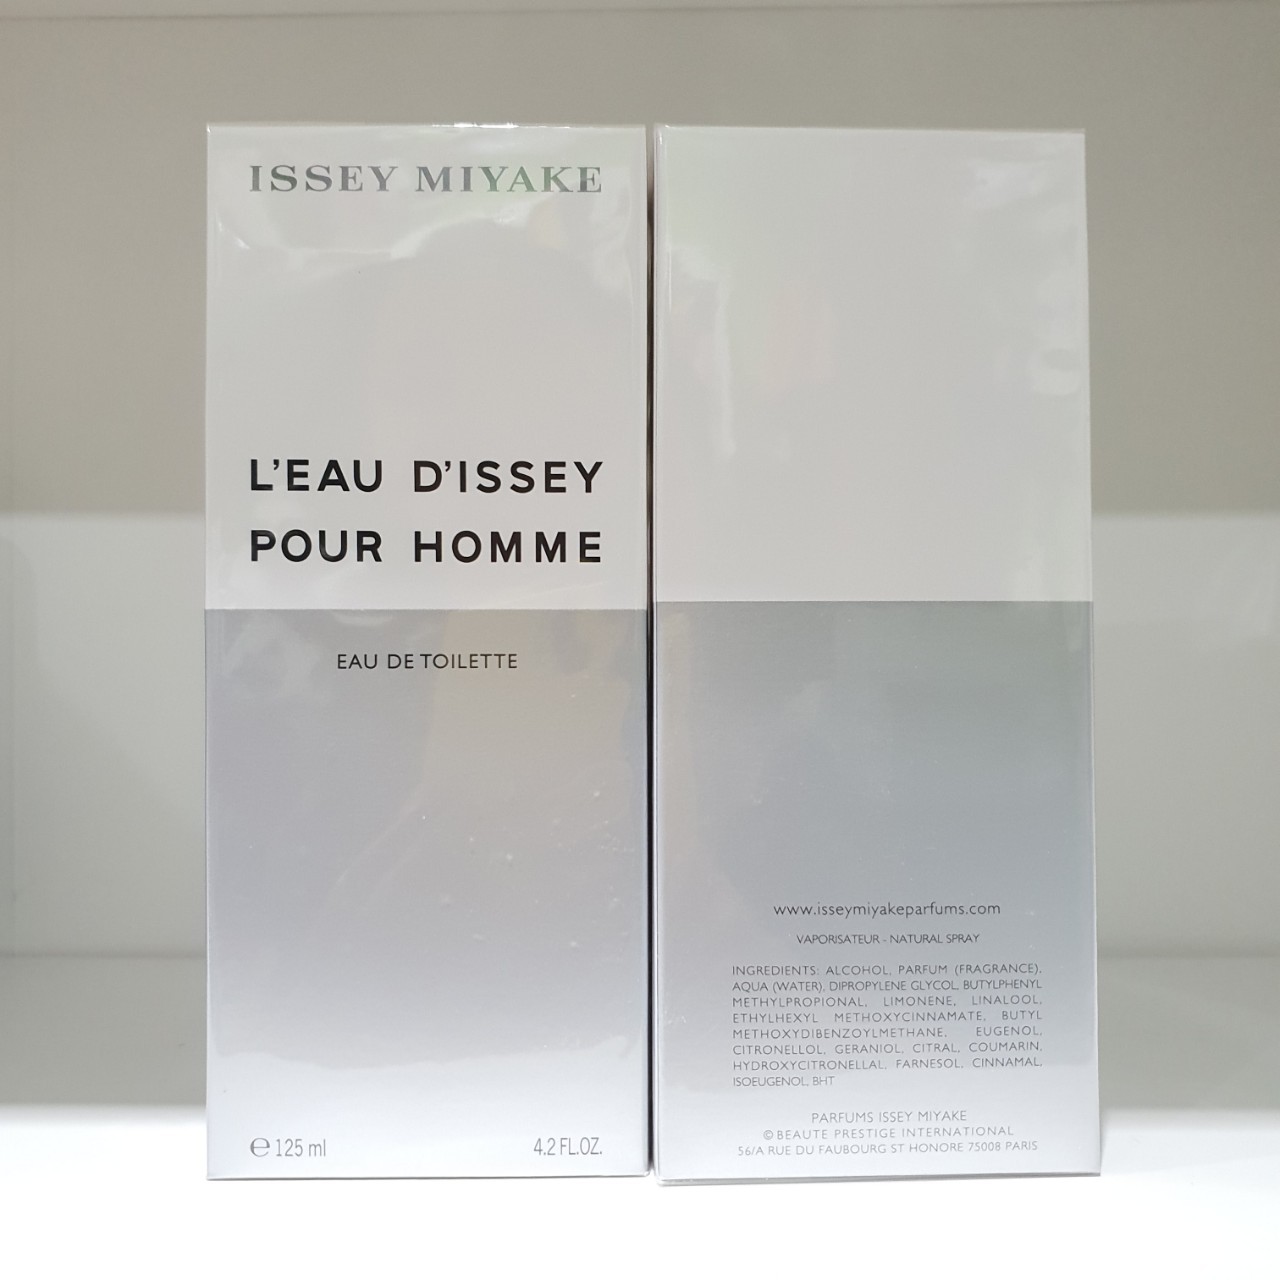 ISSEY MIYAKE
L'EAU D'ISSEY
POUR HOMME
EAU DE TOILETTE
℮ 125 ml 4.2 FL.OZ.
www.isseymiyakeparfums.com
VAPORISATEUR - NATURAL SPRAY
INGREDIENTS: ALCOHOL, PARFUM (FRAGRANCE),
AQUA (WATER), DIPROPYLENE GLYCOL, BUTYLPHENYL
METHYLPROPIONAL, LIMONENE, LINALOOL,
ETHYLHEXYL METHOXYCINNAMATE, BUTYL
METHOXYDIBENZOYLMETHANE, EUGENOL,
CITRONELLOL, GERANIOL, CITRAL, COUMARIN,
HYDROXYCITRONELLAL, FARNESOL, CINNAMAL,
ISOEUGENOL, BHT
PARFUMS ISSEY MIYAKE
© BEAUTE PRESTIGE INTERNATIONAL
56/A RUE DU FAUBOURG ST HONORE 75008 PARIS